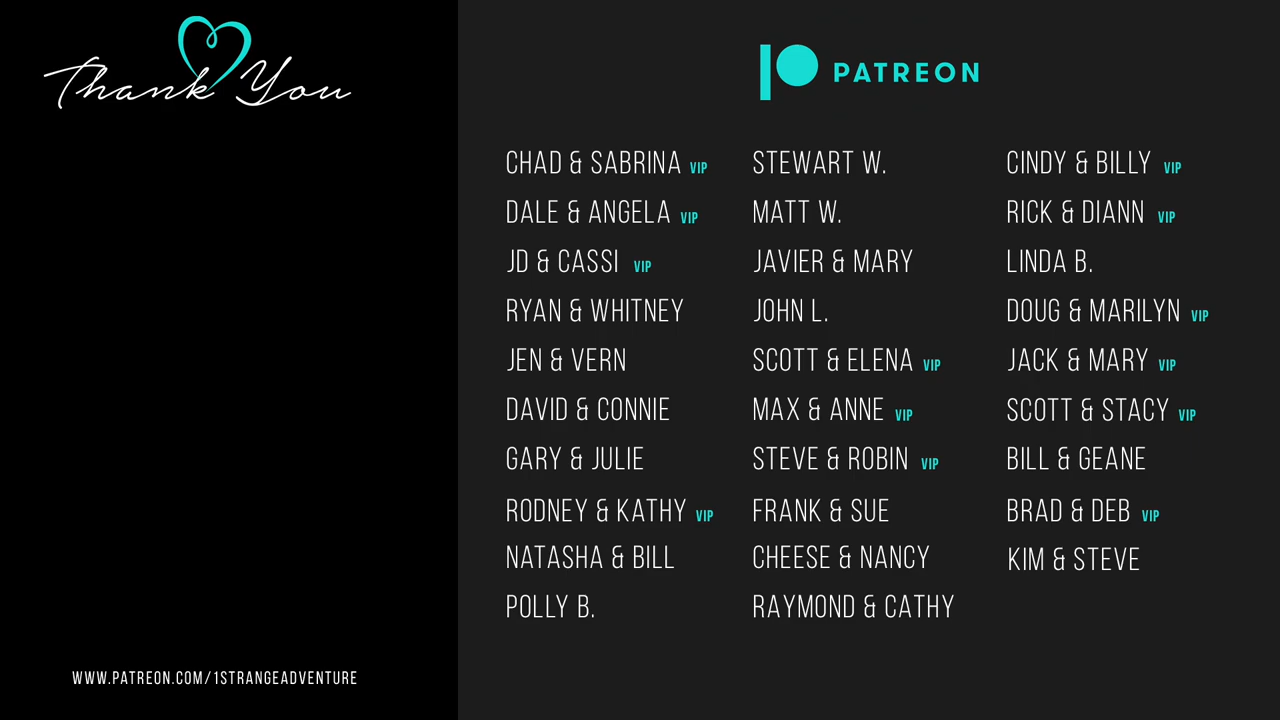 Thank You
PATREON
CHAD & SABRINA VIP
DALE & ANGELA VIP
JD & CASSI VIP
RYAN & WHITNEY
JEN & VERN
DAVID & CONNIE
GARY & JULIE
RODNEY & KATHY VIP
NATASHA & BILL
POLLY B.
STEWART W.
MATT W.
JAVIER & MARY
JOHN L.
SCOTT & ELENA VIP
MAX & ANNE VIP
STEVE & ROBIN VIP
FRANK & SUE
CHEESE & NANCY
RAYMOND & CATHY
CINDY & BILLY VIP
RICK & DIANN VIP
LINDA B.
DOUG & MARILYN VIP
JACK & MARY VIP
SCOTT & STACY VIP
BILL & GEANE
BRAD & DEB VIP
KIM & STEVE
WWW.PATREON.COM/1STRANGEADVENTURE